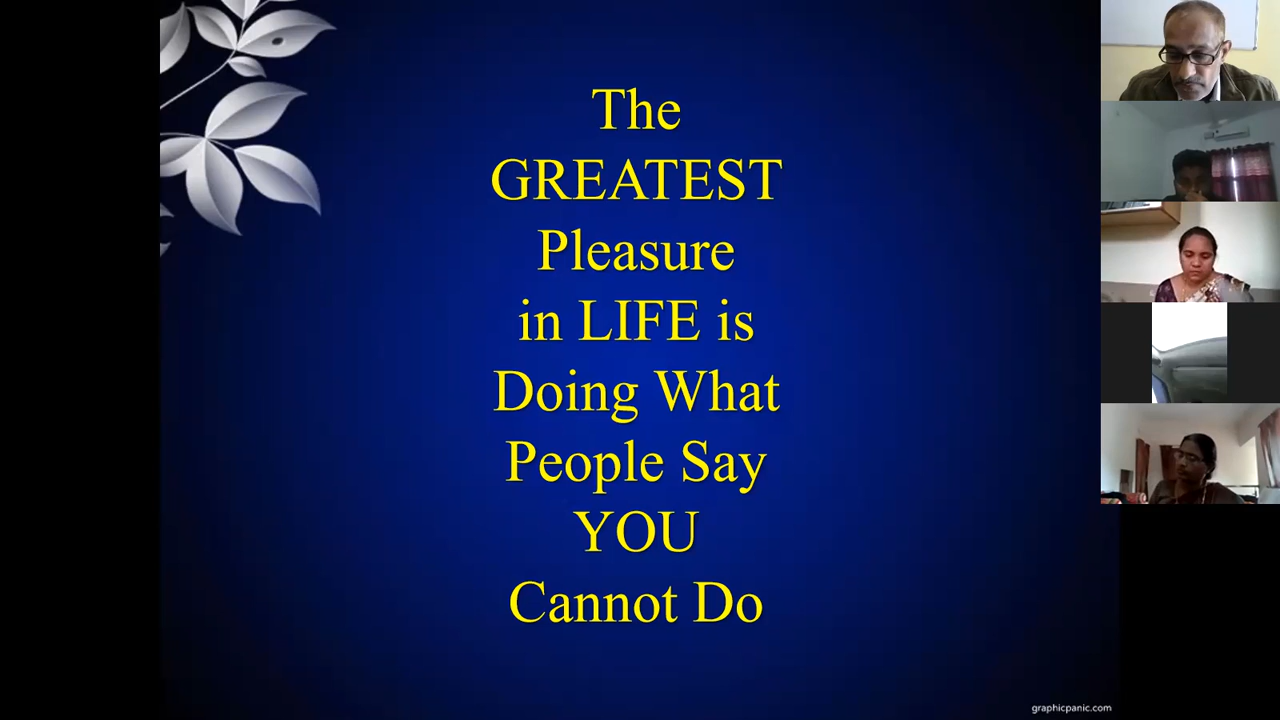 The
GREATEST
Pleasure
in LIFE is
Doing What
People Say
YOU
Cannot Do
graphicpanic.com